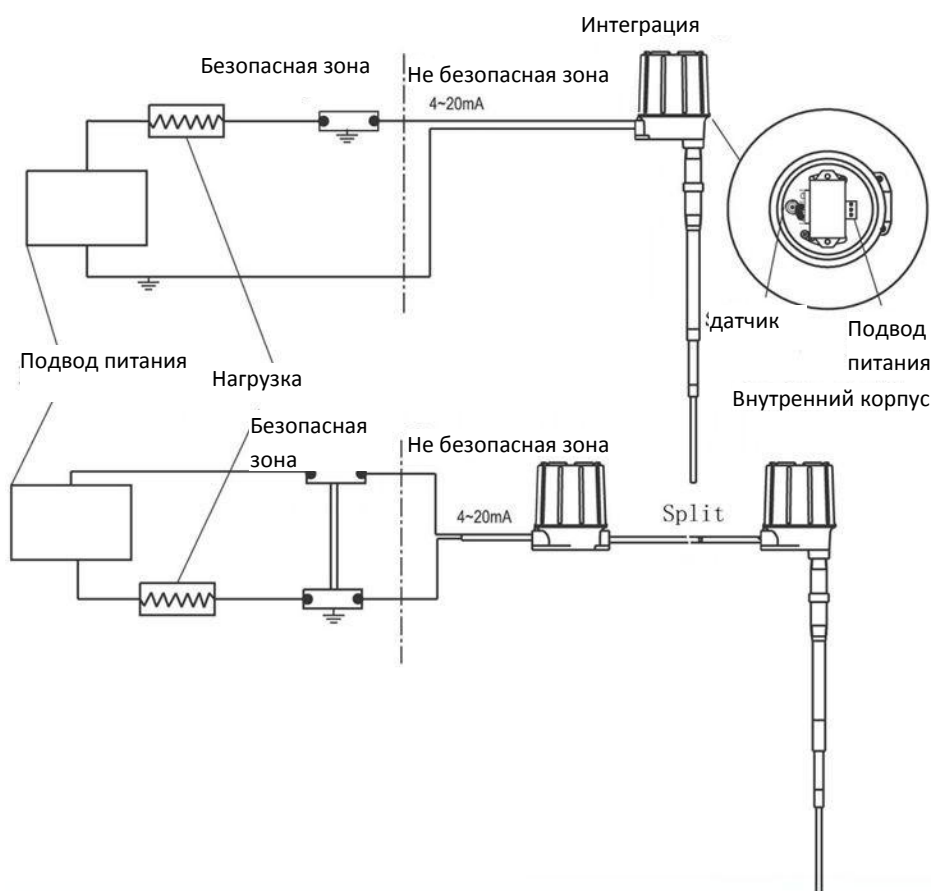 Интеграция
Безопасная зона
Не безопасная зона
4~20mA
датчик
Подвод
питания
Внутренний корпус
Подвод питания
Нагрузка
Безопасная
зона
Не безопасная зона
4~20mA
Split